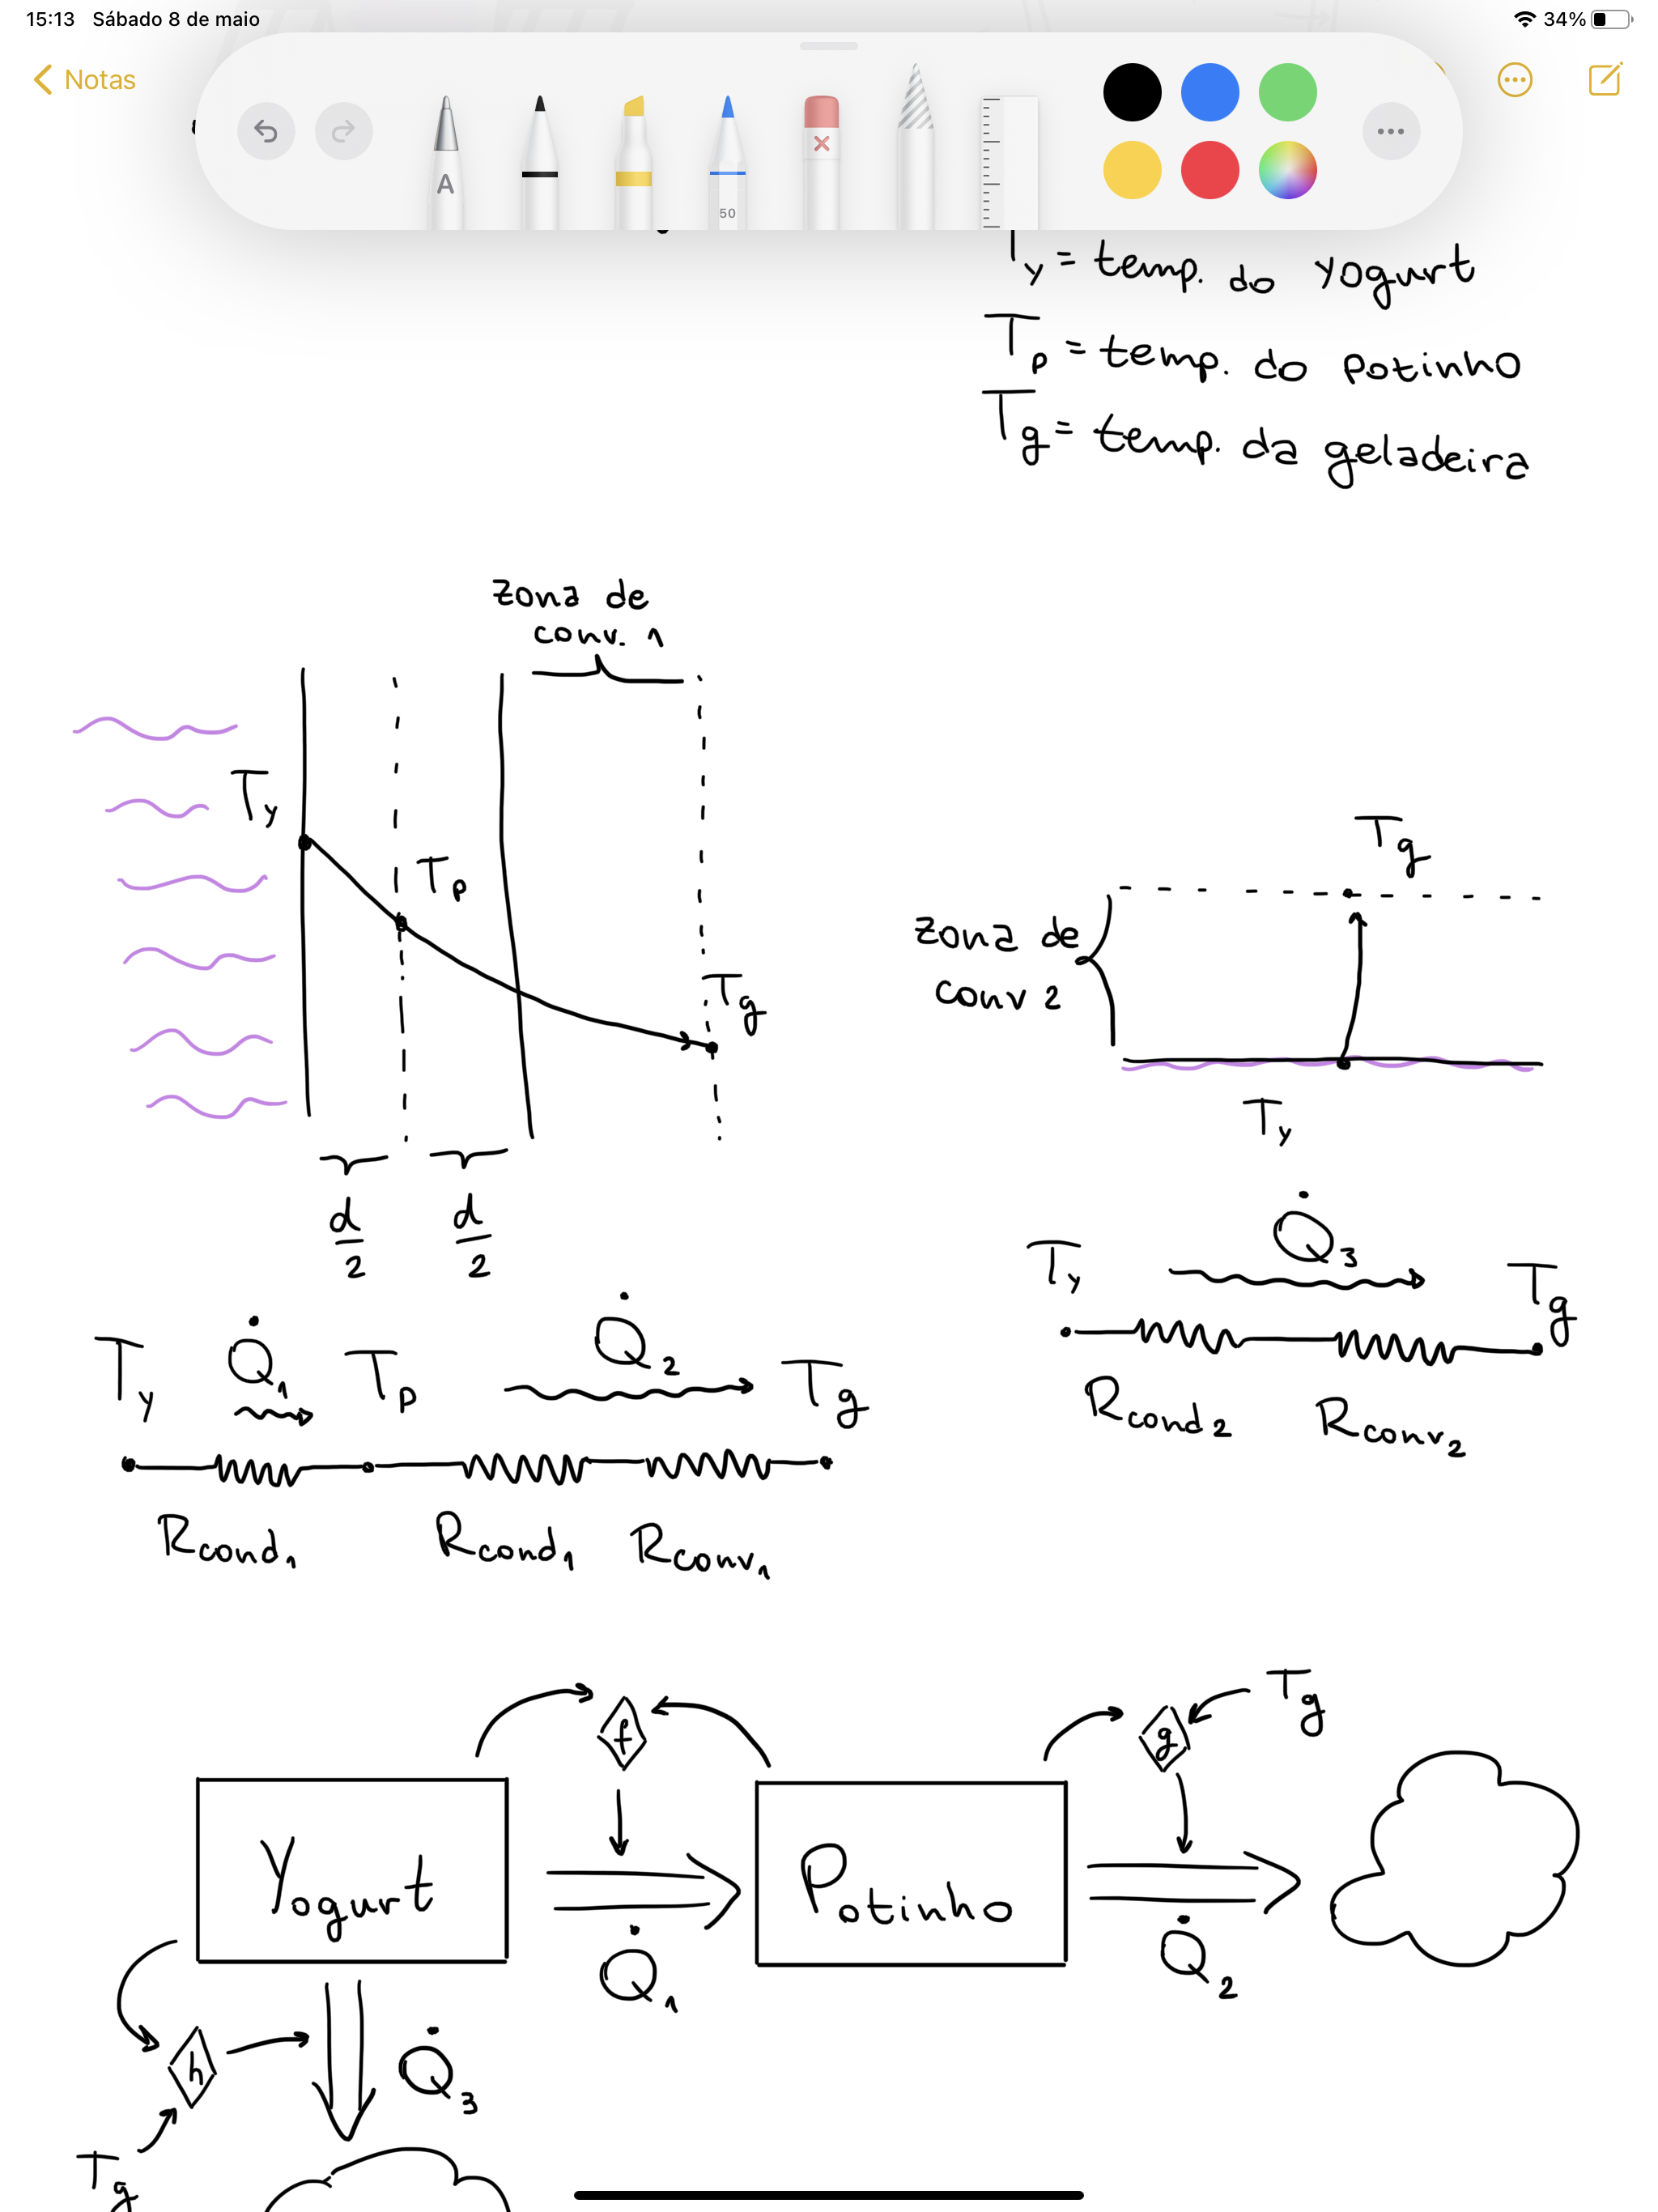 15:13 Sábado 8 de maio
34%
Notas
A
50
Ty = temp. do yogurt
Tp = temp. do potinho
Tg = temp. da geladeira
zona de
conv. 1
Ty
Tp
Tg
d/2
d/2
Tg
zona de
conv 2
Ty
Ty Q̇1 Tp Q̇2 Tg
Rcond1 Rcond1 Rconv1
Ty Q̇3 Tg
Rcond2 Rconv2
f
g
Tg
Yogurt
Q̇1
Potinho
Q̇2
h
Q̇3
Tg